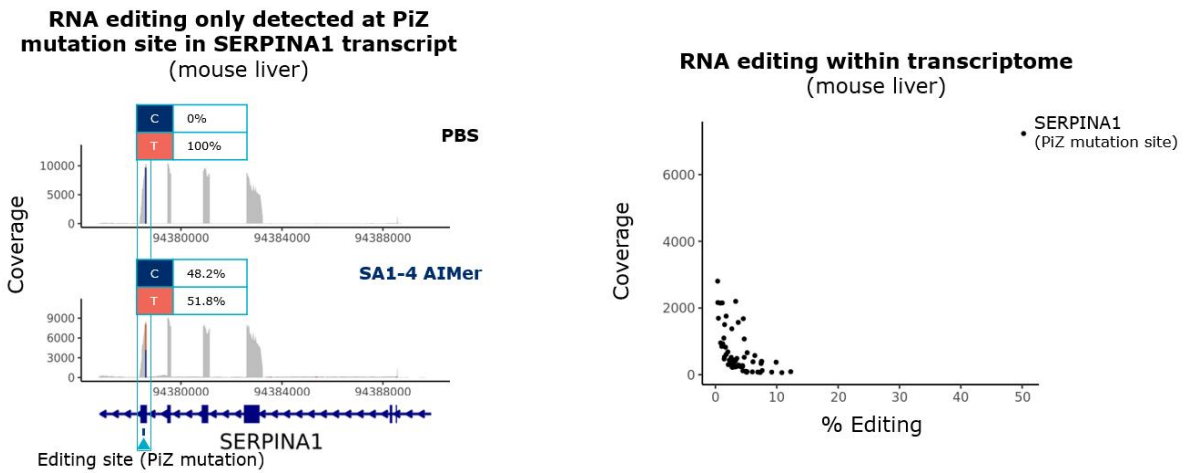 RNA editing only detected at PiZ
mutation site in SERPINA1 transcript
(mouse liver)
C 0%
T 100%
PBS
10000
5000
0
94380000 94384000 94388000
Coverage
C 48.2%
T 51.8%
SA1-4 AIMer
9000
6000
3000
0
94380000 94384000 94388000
SERPINA1
Editing site (PiZ mutation)
RNA editing within transcriptome
(mouse liver)
SERPINA1
(PiZ mutation site)
6000
4000
2000
0
Coverage
0 10 20 30 40 50
% Editing